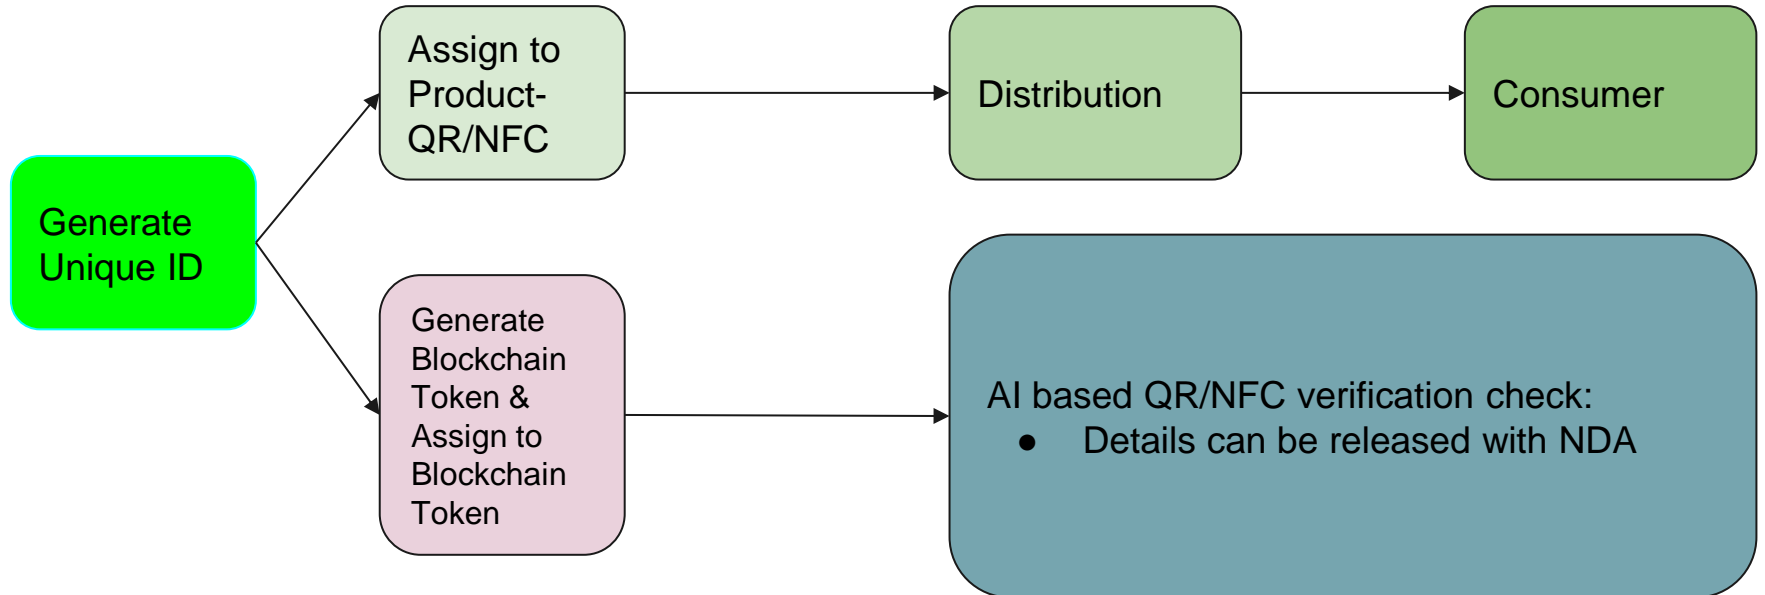 Assign to
Product-
QR/NFC
Distribution
Consumer
Generate
Unique ID
Generate
Blockchain
Token &
Assign to
Blockchain
Token
AI based QR/NFC verification check:
● Details can be released with NDA